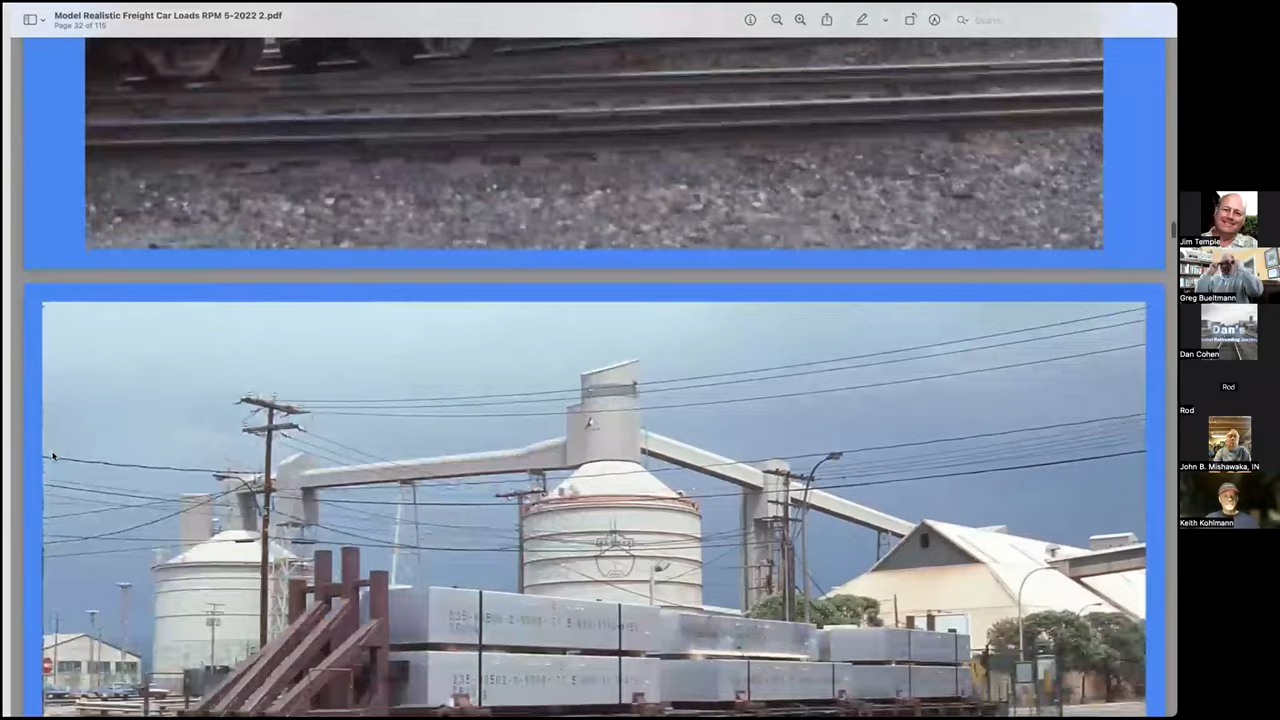 Model Realistic Freight Car Loads RPM 5-2022 2.pdf
Page 32 of 115
Search
Jim Temple
Greg Bueltmann
Dan's
Dan Cohen
Rod
Rod
John B. Mishawaka, IN
Keith Kohlmann